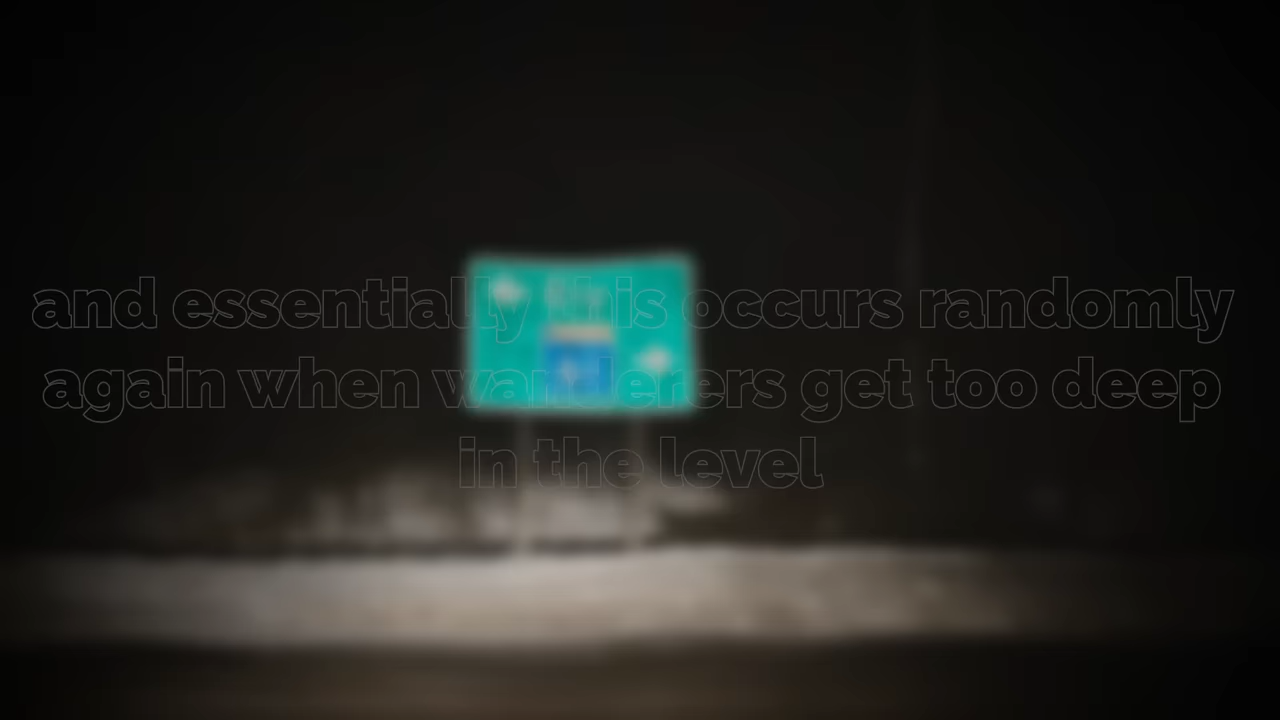 and essentially this occurs randomly
again when wanderers get too deep
in the level